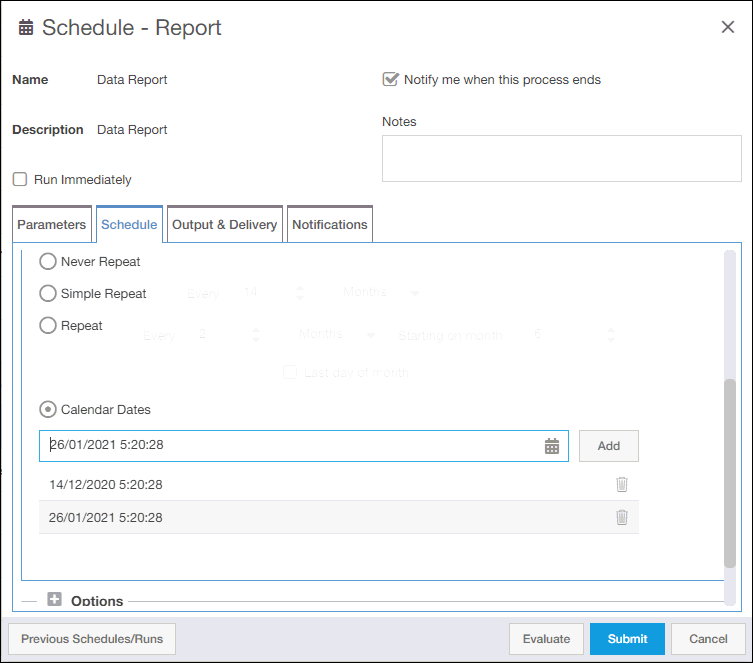 Schedule - Report
Name Data Report
Notify me when this process ends
Description Data Report
Notes
Run Immediately
Parameters Schedule Output & Delivery Notifications
Never Repeat
Simple Repeat Every 14 Months
Repeat
Every 2 Months Starting on month 6
Last day of month
Calendar Dates
26/01/2021 5:20:28 Add
14/12/2020 5:20:28
26/01/2021 5:20:28
Options
Previous Schedules/Runs Evaluate Submit Cancel